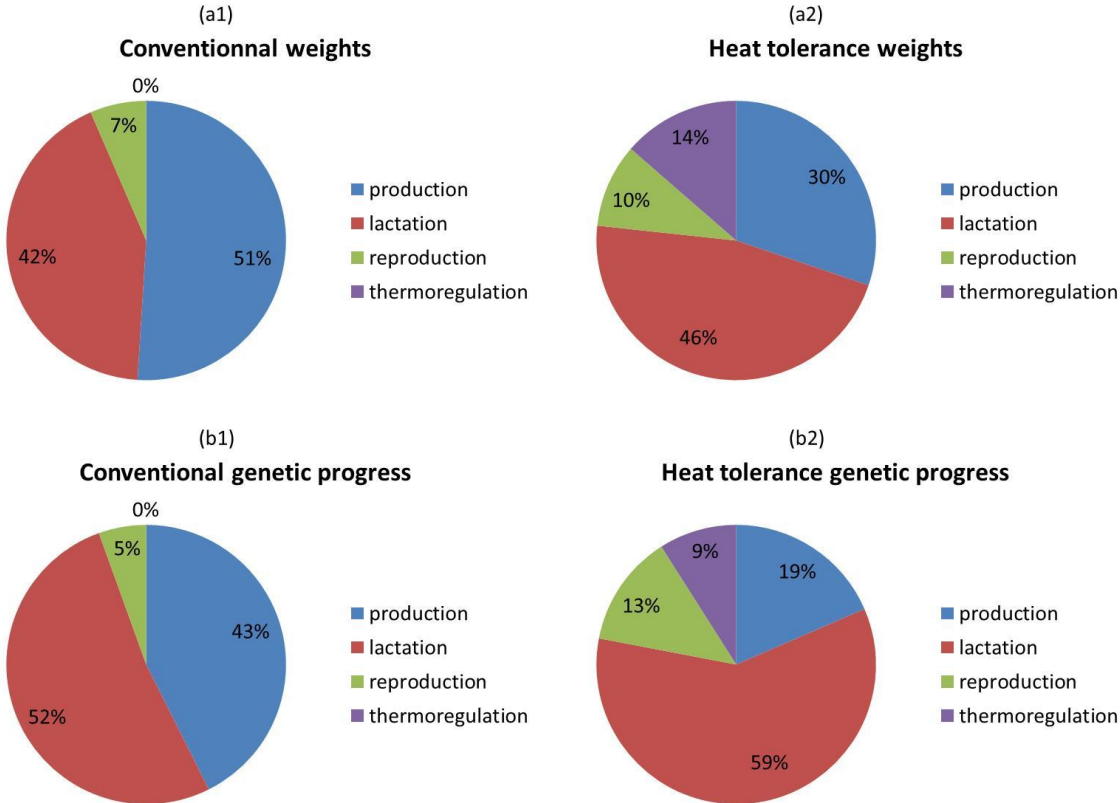 (a1)
Conventionnal weights
0%
7%
42%
51%
production
lactation
reproduction
thermoregulation
(a2)
Heat tolerance weights
14%
30%
10%
46%
production
lactation
reproduction
thermoregulation
(b1)
Conventional genetic progress
0%
5%
43%
52%
production
lactation
reproduction
thermoregulation
(b2)
Heat tolerance genetic progress
9%
19%
13%
59%
production
lactation
reproduction
thermoregulation